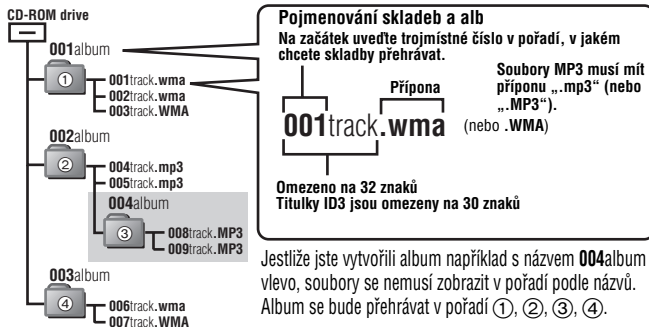 CD-ROM drive
001album
①
001track.wma
002track.wma
003track.WMA
002album
②
004track.mp3
005track.mp3
004album
③
008track.MP3
009track.MP3
003album
④
006track.wma
007track.WMA
Pojmenování skladeb a alb
Na začátek uveďte trojmístné číslo v pořadí, v jakém
chcete skladby přehrávat.
Přípona
Soubory MP3 musí mít
příponu „.mp3“ (nebo
„.MP3“).
001track.wma
(nebo .WMA)
Omezeno na 32 znaků
Titulky ID3 jsou omezeny na 30 znaků
Jestliže jste vytvořili album například s názvem 004album
vlevo, soubory se nemusí zobrazit v pořadí podle názvů.
Album se bude přehrávat v pořadí ①, ②, ③, ④.